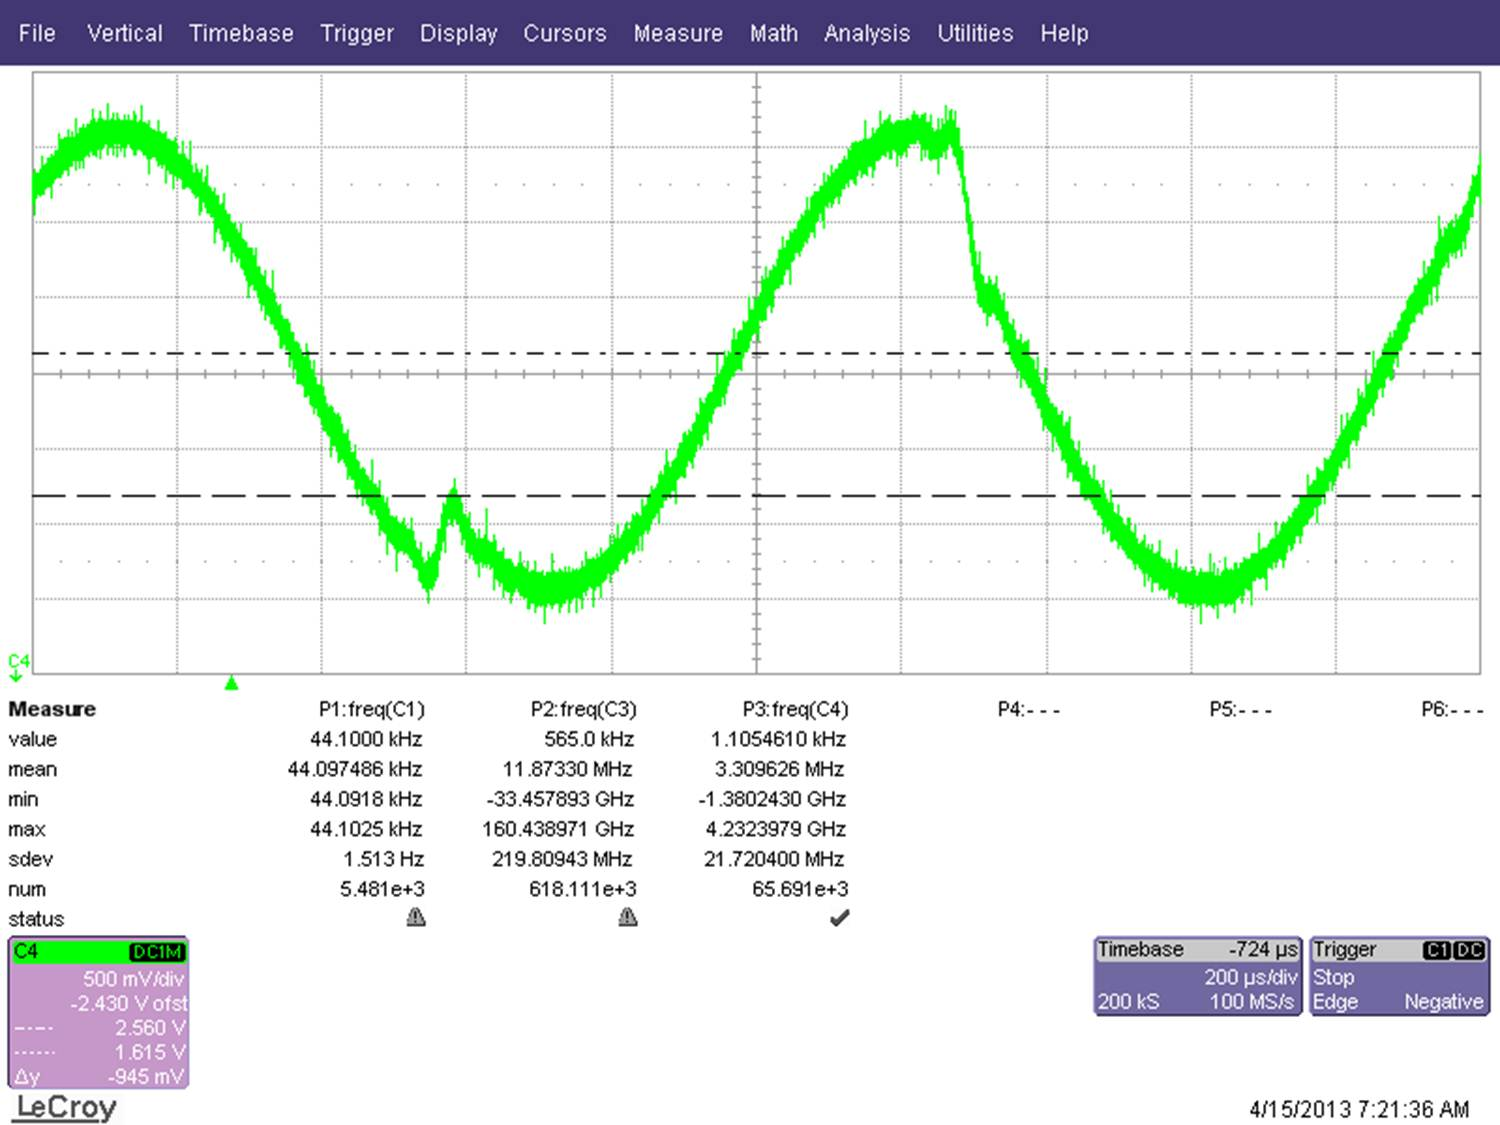 File Vertical Timebase Trigger Display Cursors Measure Math Analysis Utilities Help
C4
Measure P1:freq(C1) P2:freq(C3) P3:freq(C4) P4:- - - P5:- - - P6:- - -
value 44.1000 kHz 565.0 kHz 1.1054610 kHz
mean 44.097486 kHz 11.87330 MHz 3.309626 MHz
min 44.0918 kHz -33.457893 GHz -1.3802430 GHz
max 44.1025 kHz 160.438971 GHz 4.2323979 GHz
sdev 1.513 Hz 219.80943 MHz 21.720400 MHz
num 5.481e+3 618.111e+3 65.691e+3
status
C4 DC1M
500 mV/div
-2.430 V ofst
2.560 V
1.615 V
Δy -945 mV
Timebase -724 µs
200 µs/div
200 kS 100 MS/s
Trigger C1 DC
Stop
Edge Negative
LeCroy
4/15/2013 7:21:36 AM